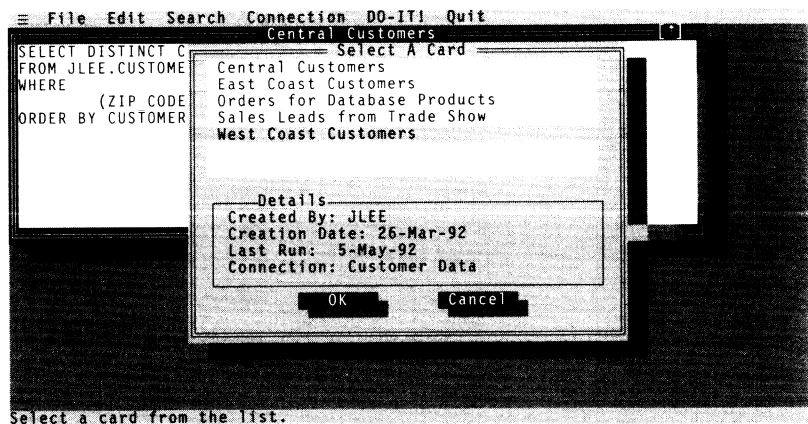 ≡ File Edit Search Connection DO-IT! Quit
Central Customers [↑]
SELECT DISTINCT C
FROM JLEE.CUSTOME
WHERE
(ZIP_CODE
ORDER BY CUSTOMER
Select A Card
Central Customers
East Coast Customers
Orders for Database Products
Sales Leads from Trade Show
West Coast Customers
Details
Created By: JLEE
Creation Date: 26-Mar-92
Last Run: 5-May-92
Connection: Customer Data
OK Cancel
Select a card from the list.